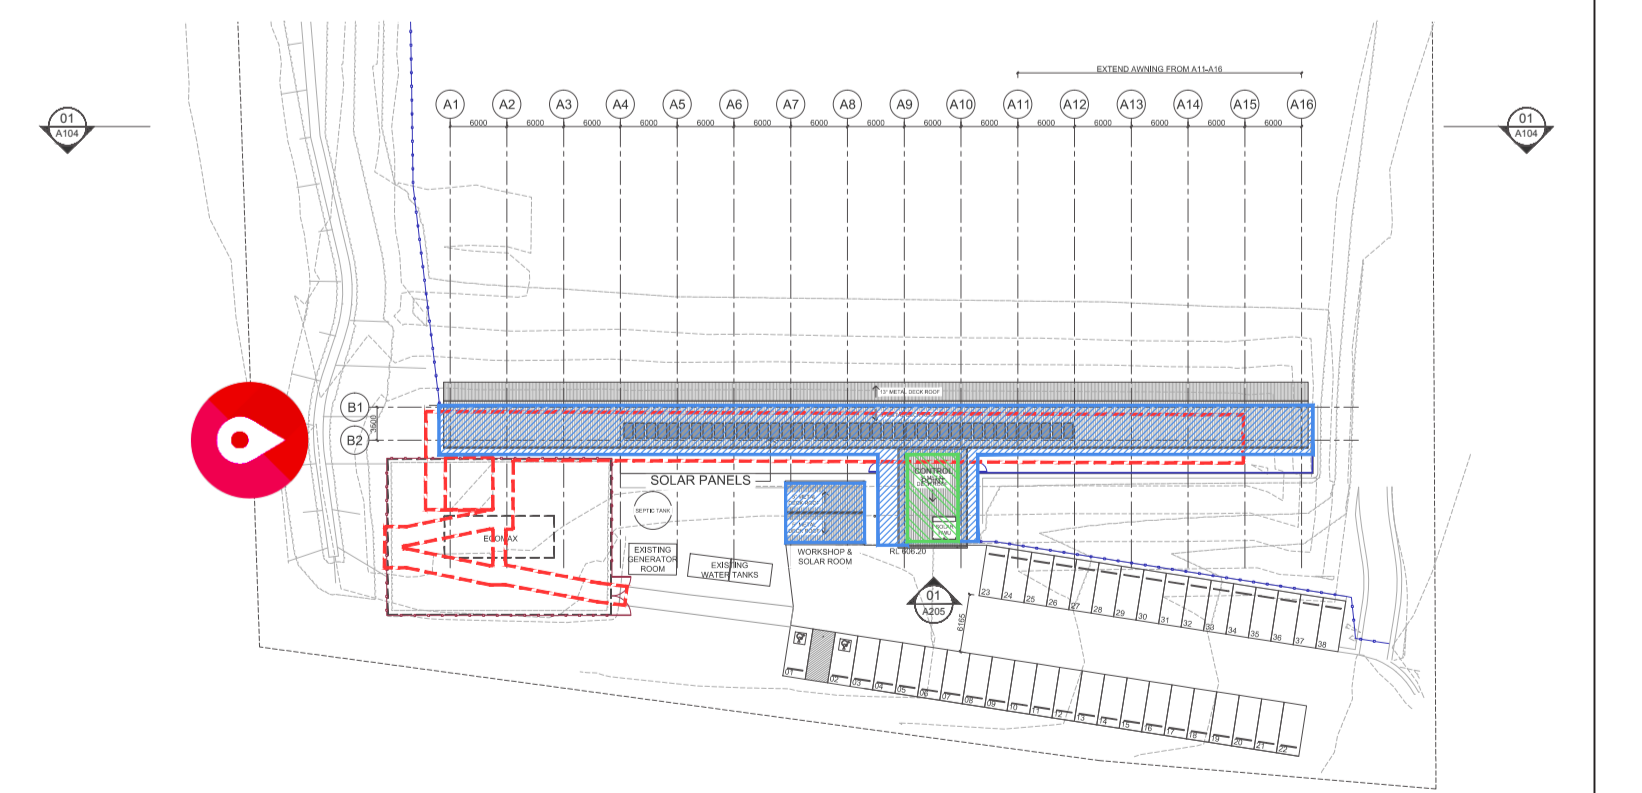 EXTEND AWNING FROM A11-A16
01
A104
A1 A2 A3 A4 A5 A6 A7 A8 A9 A10 A11 A12 A13 A14 A15 A16
01
A104
6000 6000 6000 6000 6000 6000 6000 6000 6000 6000 6000 6000 6000 6000 6000
METAL DECK ROOF
B1
3500
B2
SOLAR PANELS
CONTROL
POINT
SEPTIC TANK
ECOMAX
EXISTING
GENERATOR
ROOM
EXISTING
WATER TANKS
WORKSHOP &
SOLAR ROOM
RL 606.20
01
A205
6165
23 24 25 26 27 28 29 30 31 32 33 34 35 36 37 38
01 02 03 04 05 06 07 08 09 10 11 12 13 14 15 16 17 18 19 20 21 22